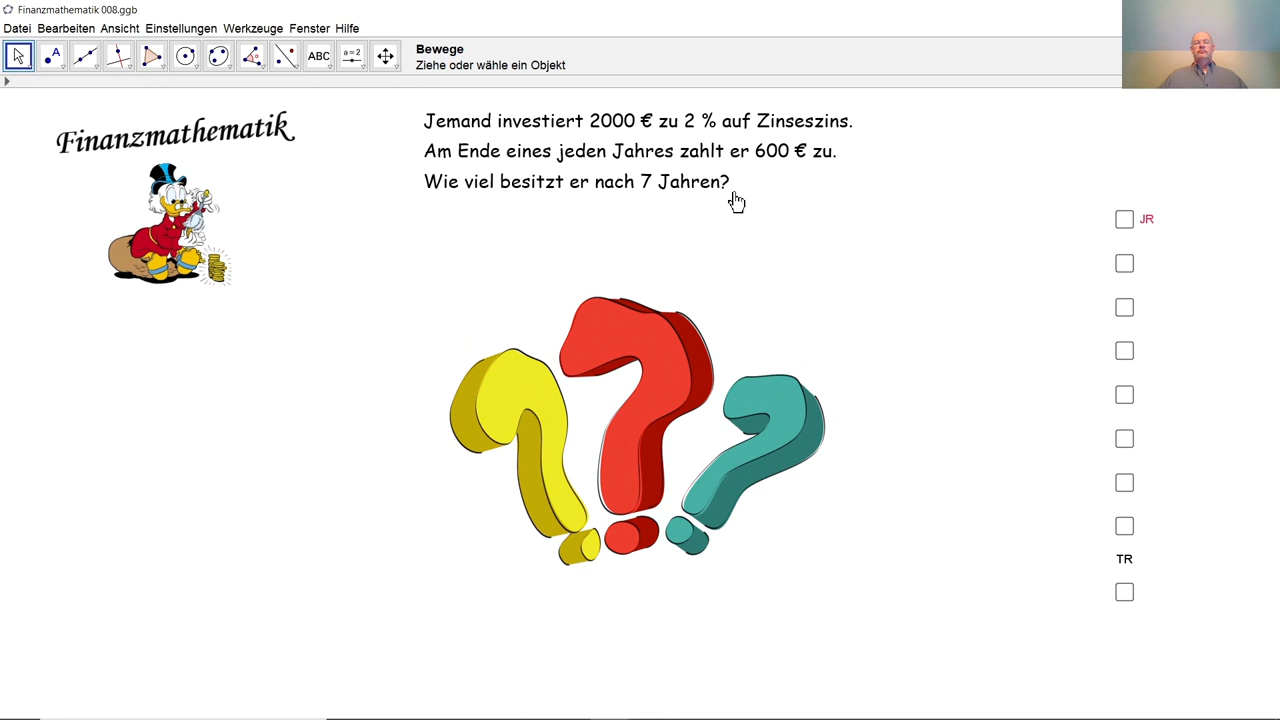 Finanzmathematik 008.ggb
Datei Bearbeiten Ansicht Einstellungen Werkzeuge Fenster Hilfe
A
ABC
a=2
Bewege
Ziehe oder wähle ein Objekt
Finanzmathematik
Jemand investiert 2000 € zu 2 % auf Zinseszins.
Am Ende eines jeden Jahres zahlt er 600 € zu.
Wie viel besitzt er nach 7 Jahren?
JR
TR